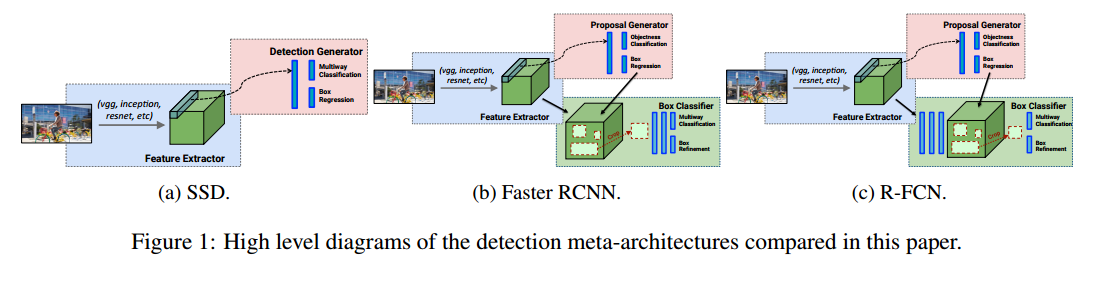 Detection Generator
Multiway
Classification
Box
Regression
(vgg, inception,
resnet, etc)
Feature Extractor
(a) SSD.
Proposal Generator
Objectness
Classification
Box
Regression
(vgg, inception,
resnet, etc)
Feature Extractor
Box Classifier
Multiway
Classification
Crop
Box
Refinement
(b) Faster RCNN.
Proposal Generator
Objectness
Classification
Box
Regression
(vgg, inception,
resnet, etc)
Feature Extractor
Box Classifier
Multiway
Classification
Crop
Box
Refinement
(c) R-FCN.
Figure 1: High level diagrams of the detection meta-architectures compared in this paper.